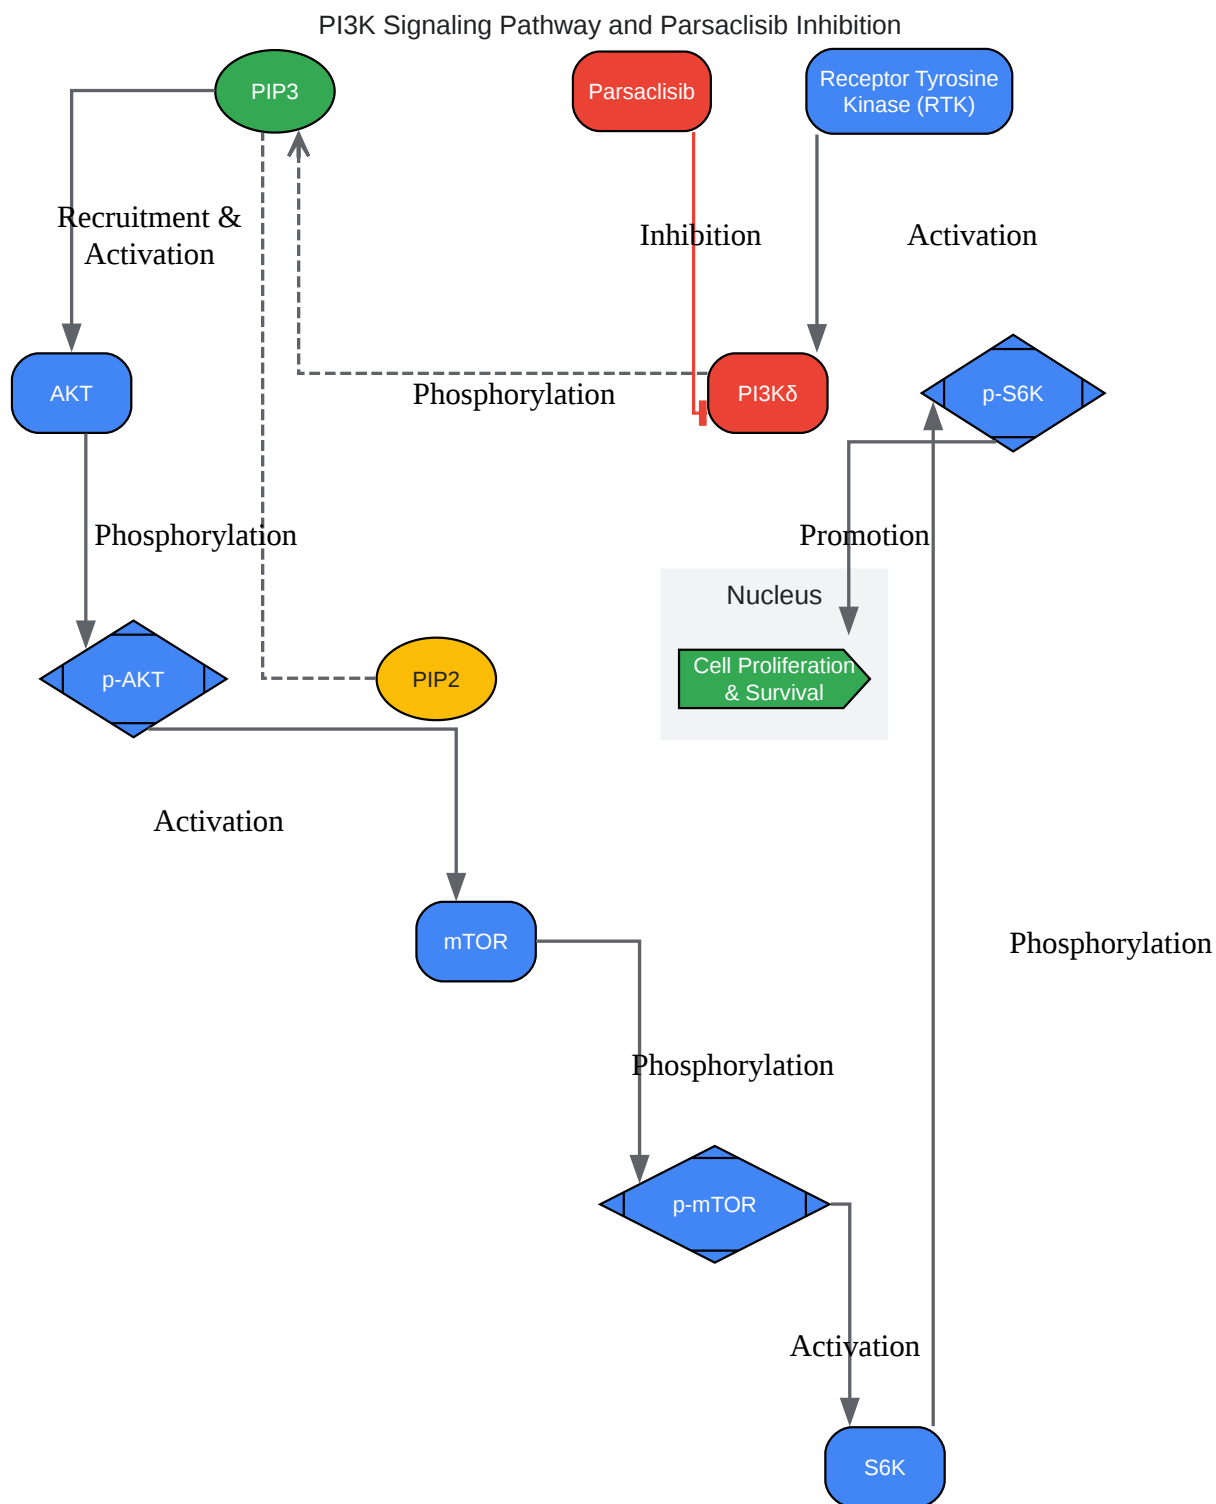 PI3K Signaling Pathway and Parsaclisib Inhibition
PIP3
Parsaclisib
Receptor Tyrosine
Kinase (RTK)
Recruitment &
Activation
Inhibition
Activation
AKT
Phosphorylation
PI3Kδ
p-S6K
Phosphorylation
Promotion
Nucleus
Cell Proliferation
& Survival
p-AKT
PIP2
Activation
mTOR
Phosphorylation
Phosphorylation
p-mTOR
Activation
S6K